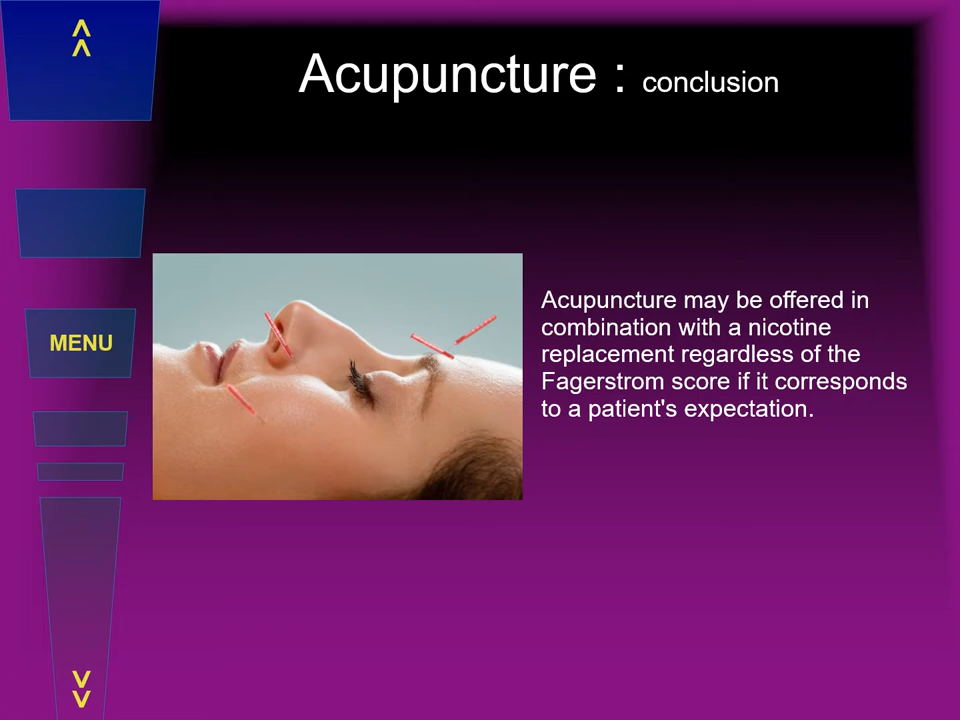 Acupuncture : conclusion
MENU
Acupuncture may be offered in
combination with a nicotine
replacement regardless of the
Fagerstrom score if it corresponds
to a patient's expectation.